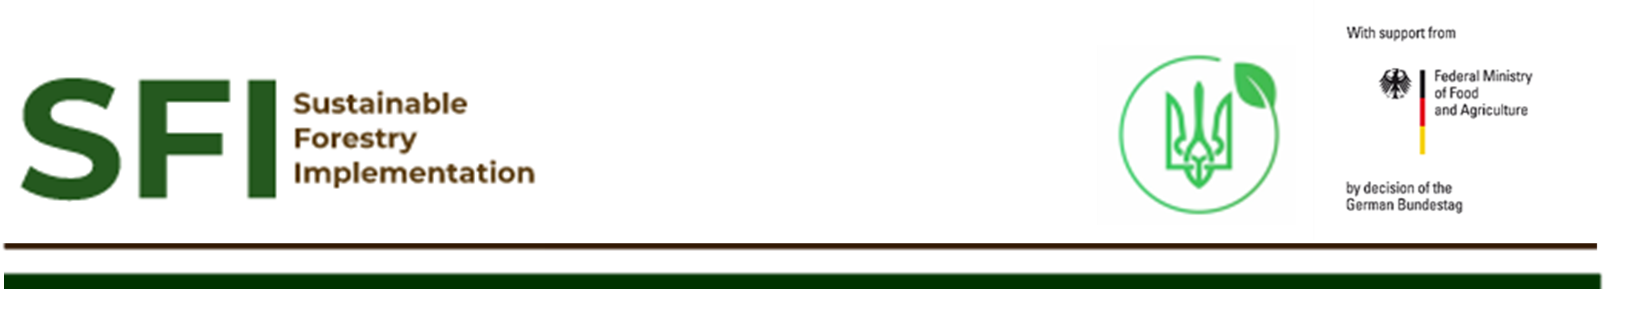 SFI
Sustainable
Forestry
Implementation
With support from
Federal Ministry
of Food
and Agriculture
by decision of the
German Bundestag